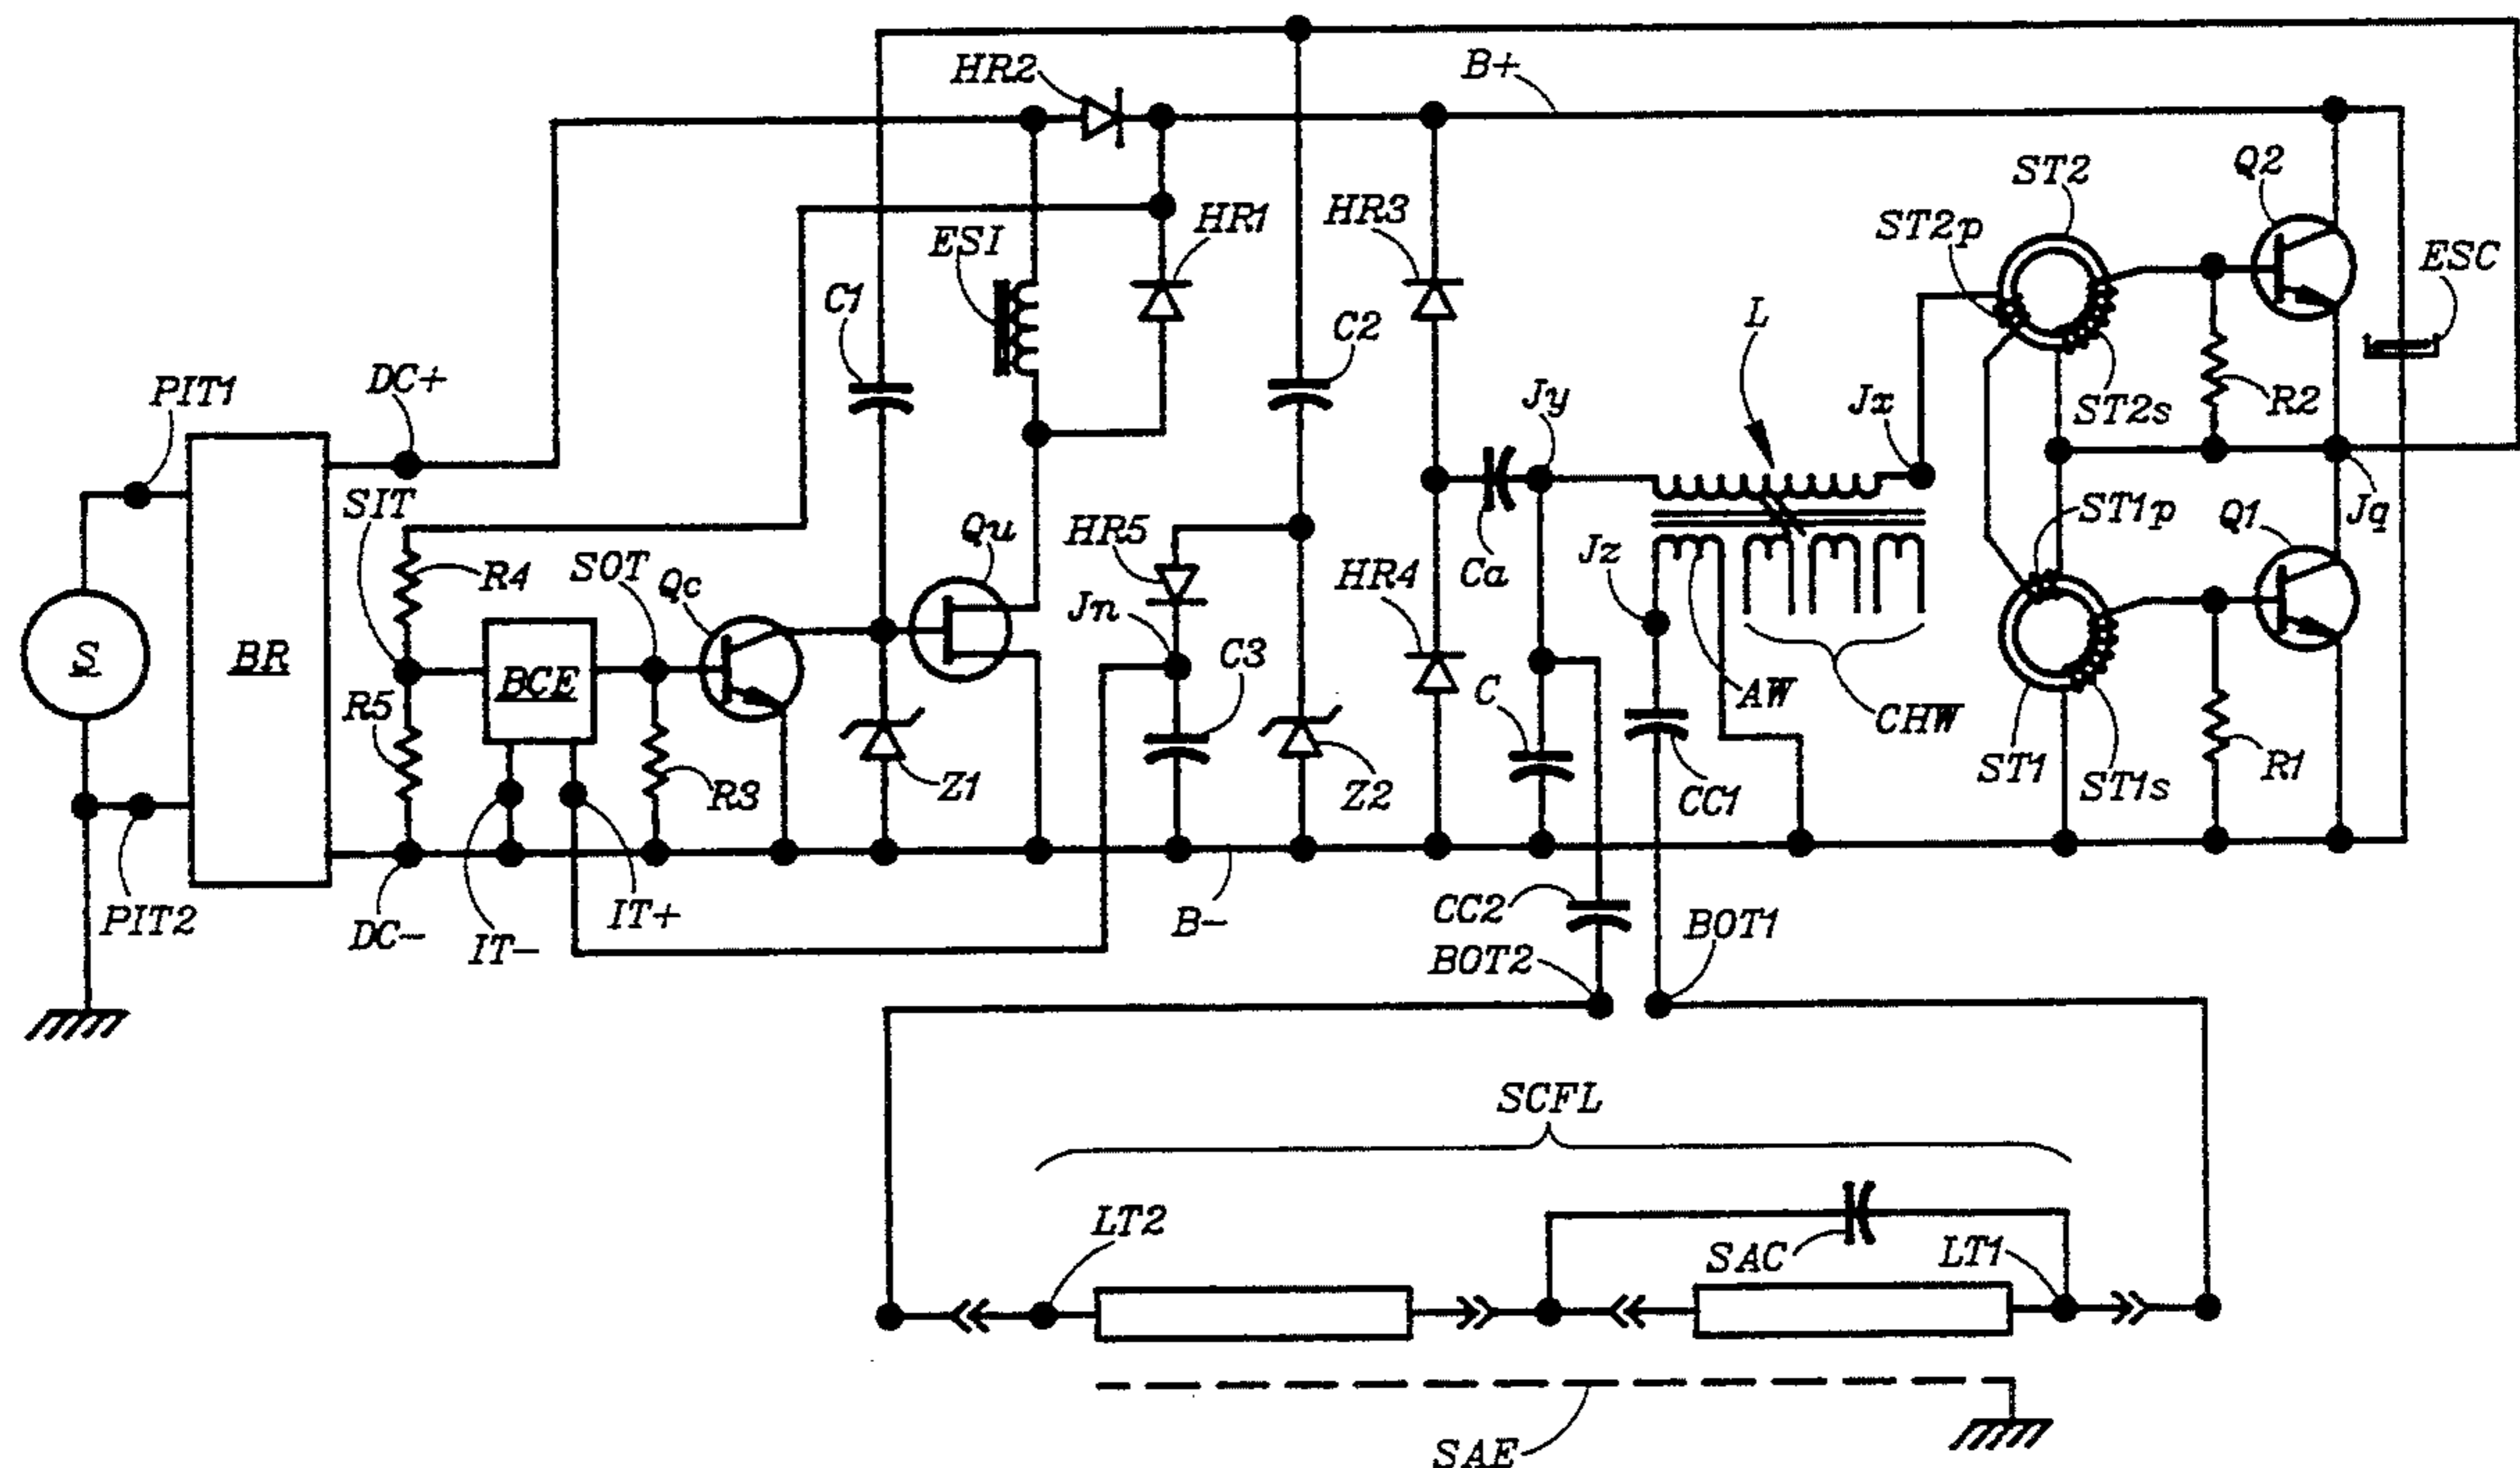 HR2
B+
ST2
Q2
ST2p
HR1
HR3
ESI
ESC
C1
L
C2
DC+
PIT1
Jy
Jx
R2
ST2s
SIT
Qu
HR5
Jz
ST1p
Q1
Jq
R4
SOT
Qc
Ca
HR4
Jn
S
BR
BCE
C3
C
AW
CHW
R5
R3
Z1
Z2
CC1
ST1
ST1s
R1
PIT2
DC-
IT-
IT+
B-
CC2
BOT1
BOT2
SCFL
LT2
SAC
LT1
SAE